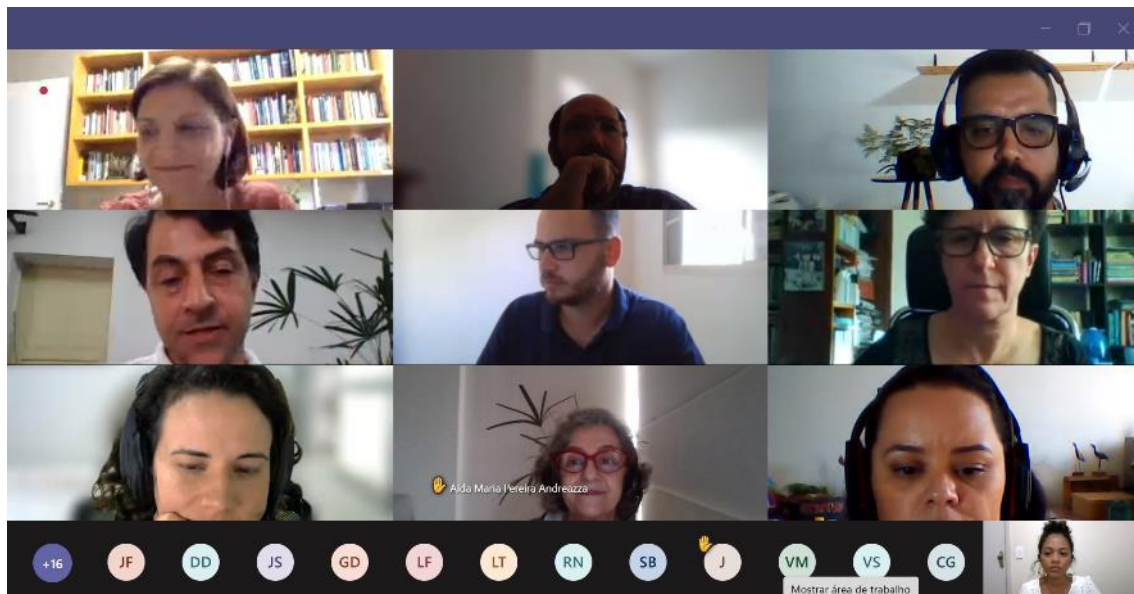 Alda Maria Pereira Andreazza
+16
JF
DD
JS
GD
LF
LT
RN
SB
J
VM
VS
CG
Mostrar área de trabalho